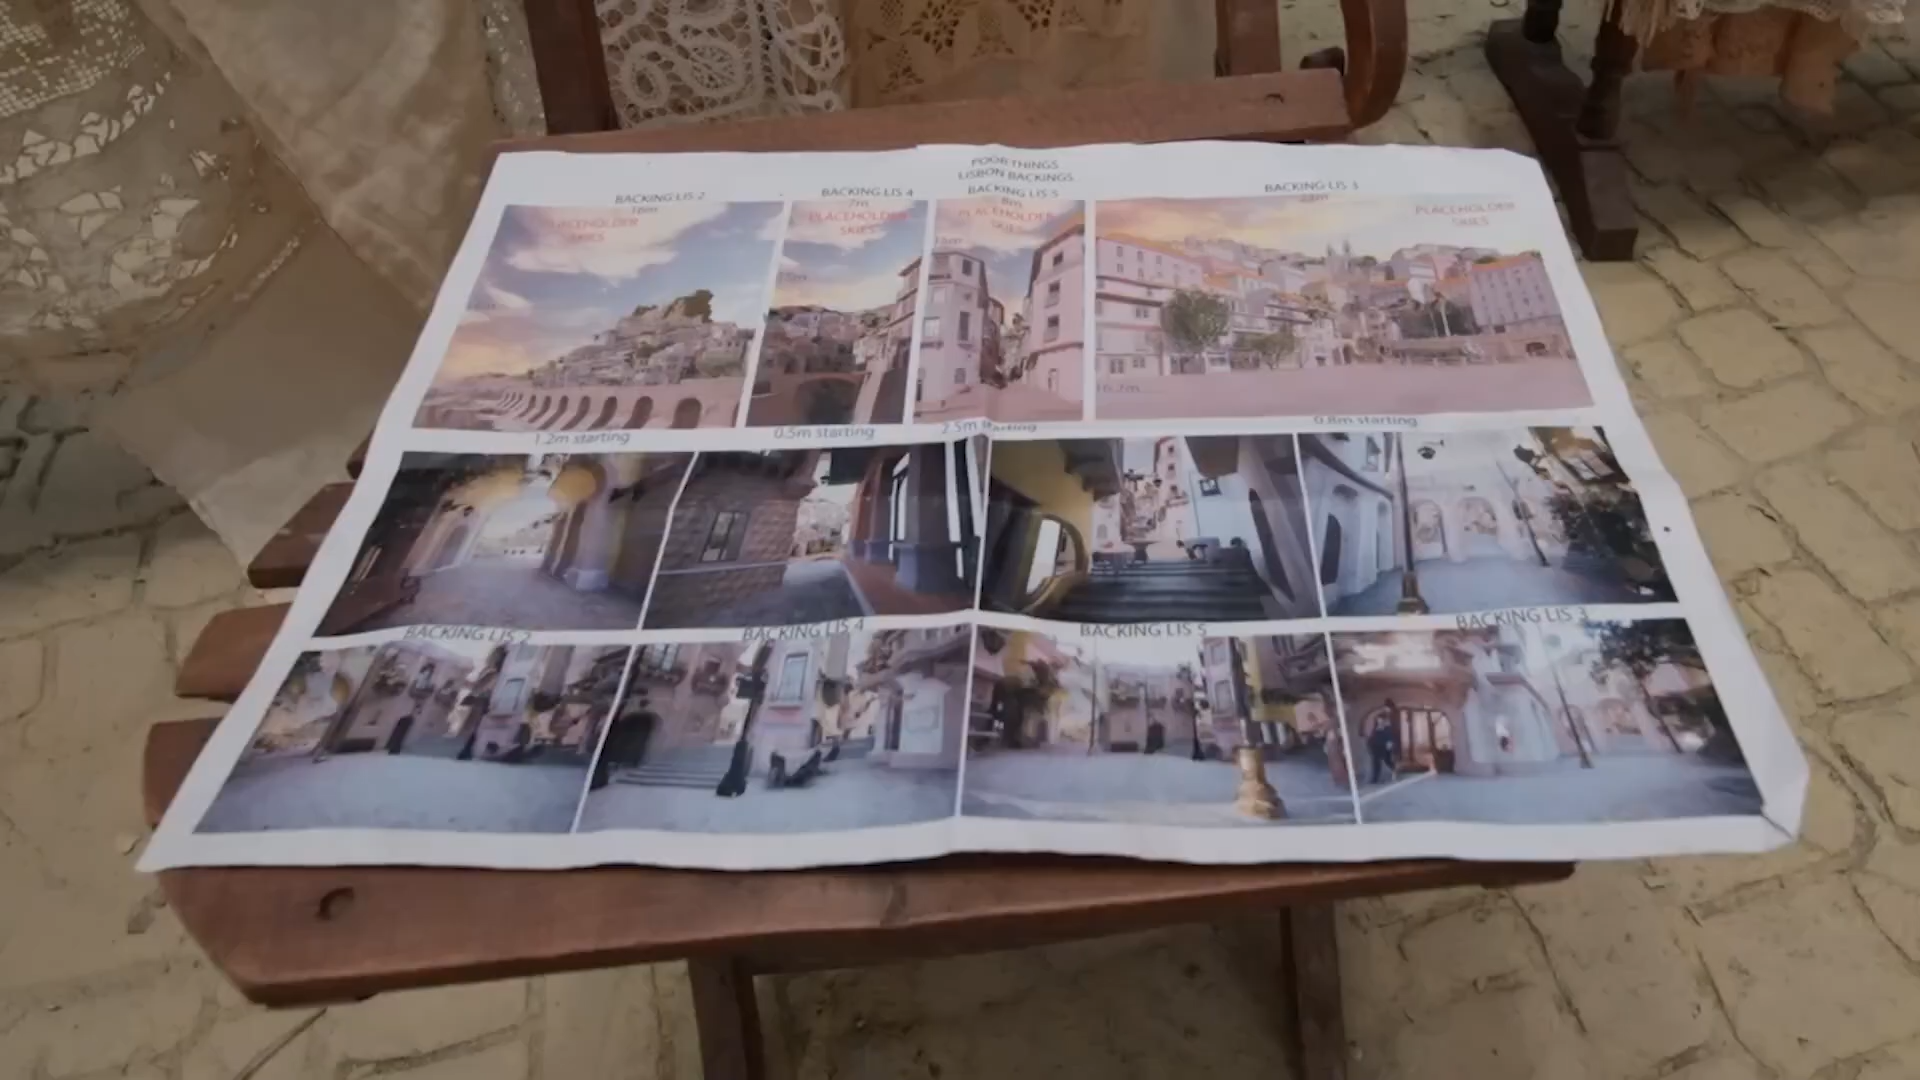 POOR THINGS
LISBON BACKINGS
BACKING LIS 2
16m
PLACEHOLDER
SKIES
BACKING LIS 4
7m
PLACEHOLDER
SKIES
BACKING LIS 5
8m
PLACEHOLDER
SKIES
BACKING LIS 3
PLACEHOLDER
SKIES
1.2m starting
0.5m starting
2.5m starting
0.8m starting
BACKING LIS 2
BACKING LIS 4
BACKING LIS 5
BACKING LIS 3